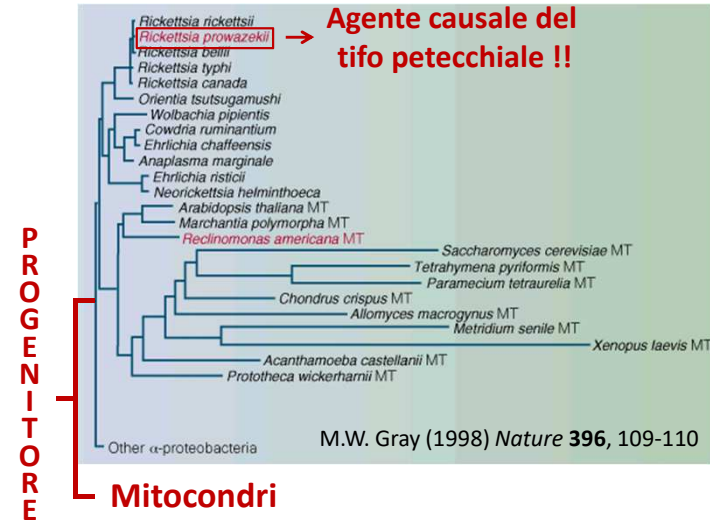 Rickettsia rickettsii
Rickettsia prowazekii
Agente causale del
tifo petecchiale !!
Rickettsia bellii
Rickettsia typhi
Rickettsia canada
Orientia tsutsugamushi
Wolbachia pipientis
Cowdria ruminantium
Ehrlichia chaffeensis
Anaplasma marginale
Ehrlichia risticii
Neorickettsia helminthoeca
Arabidopsis thaliana MT
Marchantia polymorpha MT
Reclinomonas americana MT
Saccharomyces cerevisiae MT
Tetrahymena pyriformis MT
Paramecium tetraurelia MT
Chondrus crispus MT
Allomyces macrogynus MT
Metridium senile MT
Xenopus laevis MT
Acanthamoeba castellanii MT
Prototheca wickerharnii MT
Other α-proteobacteria
M.W. Gray (1998) Nature 396, 109-110
PROGENITORE
Mitocondri